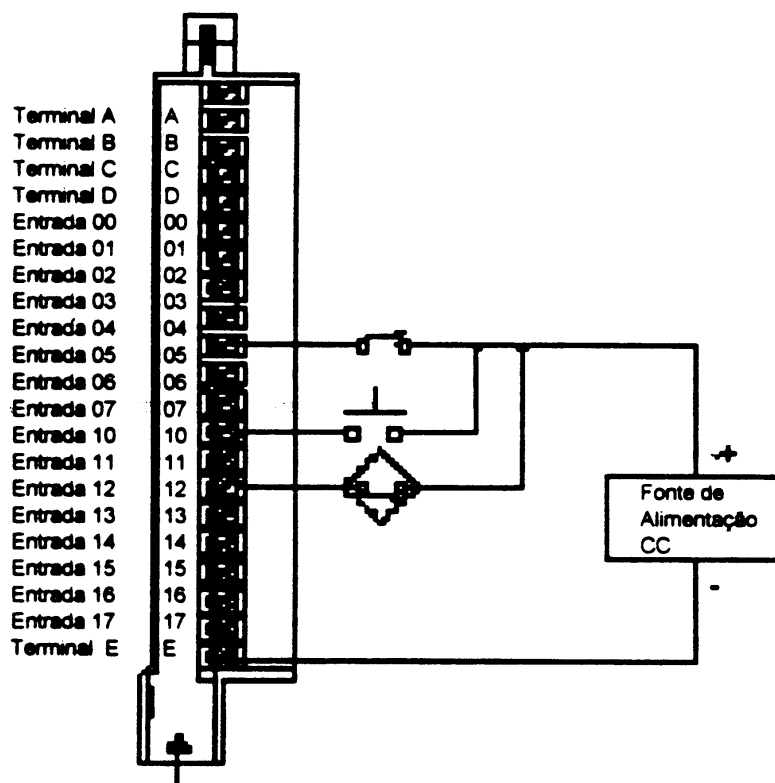 Terminal A A
Terminal B B
Terminal C C
Terminal D D
Entrada 00 00
Entrada 01 01
Entrada 02 02
Entrada 03 03
Entrada 04 04
Entrada 05 05
Entrada 06 06
Entrada 07 07
Entrada 10 10
Entrada 11 11
Entrada 12 12
Entrada 13 13
Entrada 14 14
Entrada 15 15
Entrada 16 16
Entrada 17 17
Terminal E E
+
Fonte de
Alimentação
CC
-